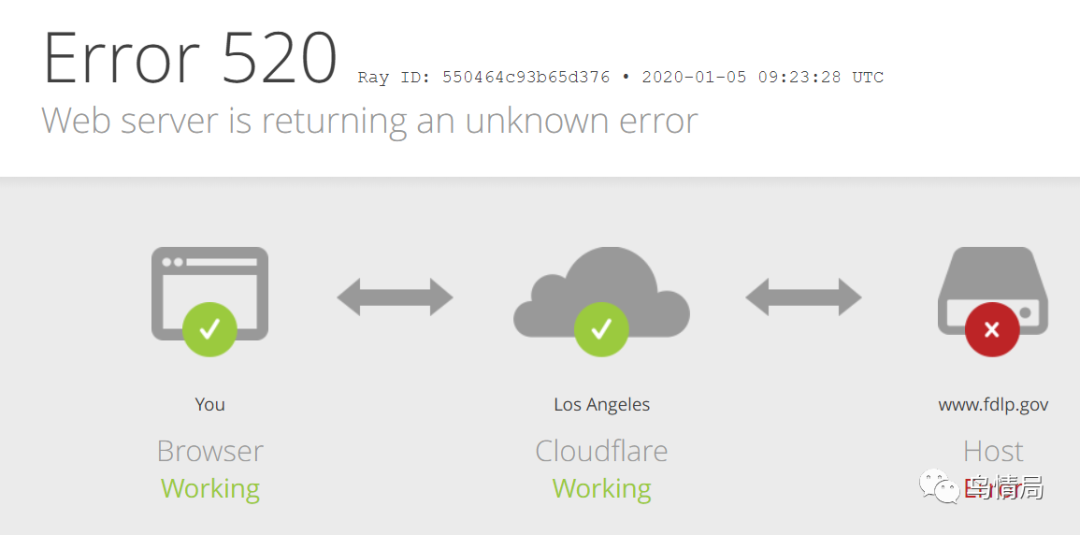 Error 520 Ray ID: 550464c93b65d376 • 2020-01-05 09:23:28 UTC
Web server is returning an unknown error
You
Los Angeles
www.fdlp.gov
Browser
Cloudflare
Host
Working
Working
Error
鸟情局